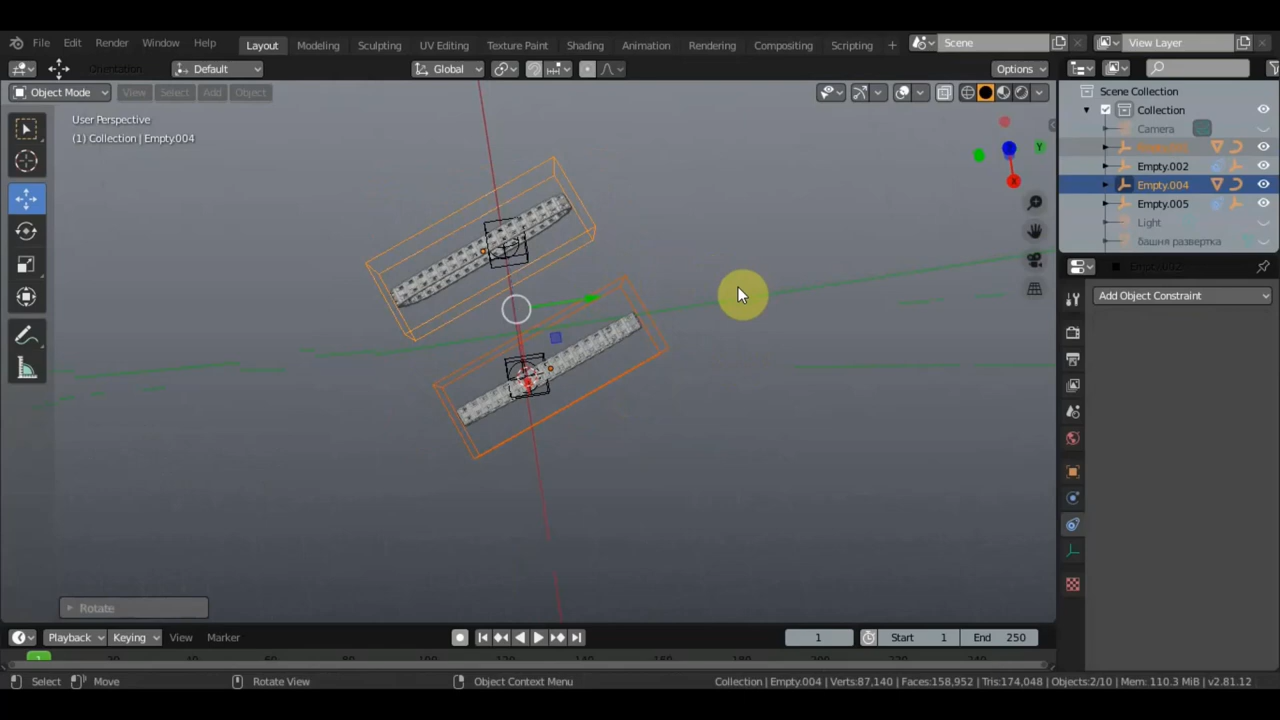 File Edit Render Window Help Layout Modeling Sculpting UV Editing Texture Paint Shading Animation Rendering Compositing Scripting + Scene View Layer
Orientation Default Global Options
Object Mode View Select Add Object
User Perspective
(1) Collection | Empty.004
Z Y X
Scene Collection
Collection
Camera
Empty.002
Empty.004
Empty.005
Light
башня развертка
Add Object Constraint
Rotate
Playback Keying View Marker 1 Start 1 End 250
1
Select Move Rotate View Object Context Menu Collection | Empty.004 | Verts:87,140 | Faces:158,952 | Tris:174,048 | Objects:2/10 | Mem: 110.3 MiB | v2.81.12